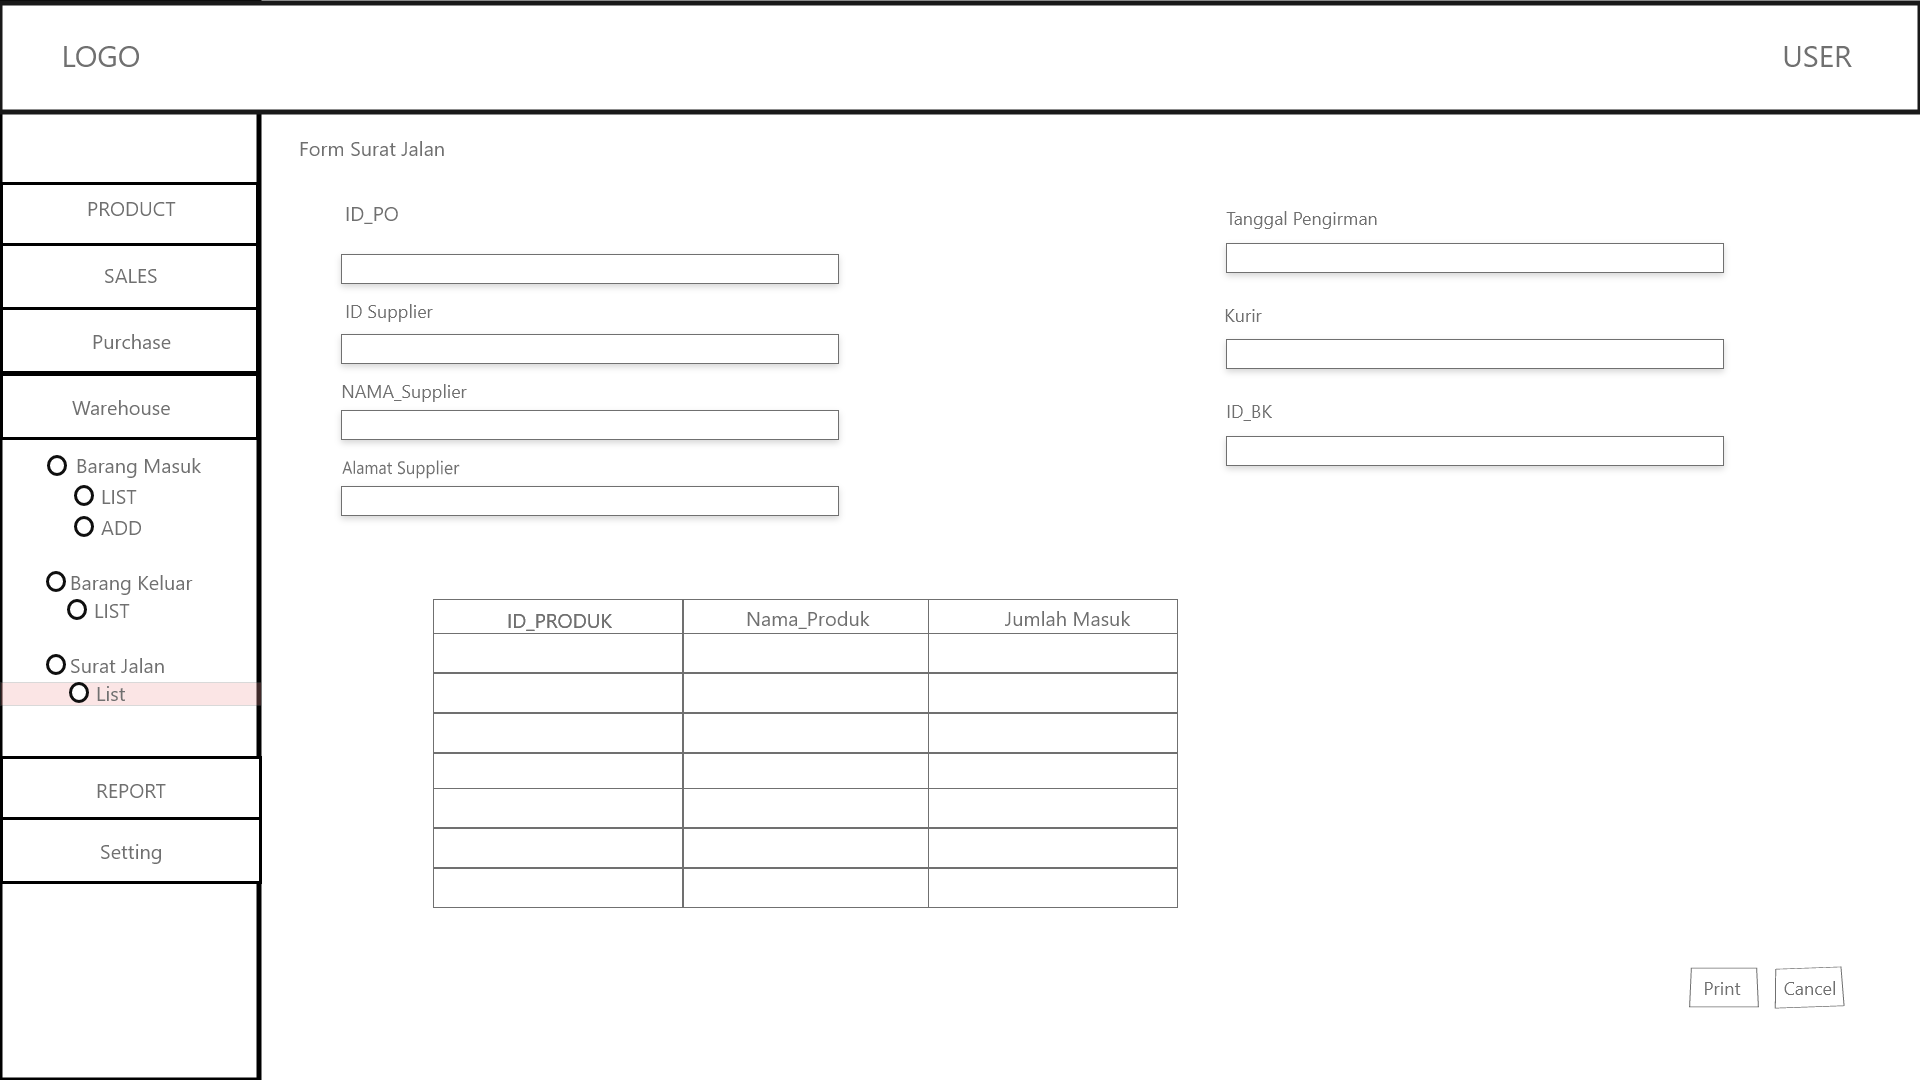 LOGO
USER
PRODUCT
SALES
Purchase
Warehouse
Barang Masuk
LIST
ADD
Barang Keluar
LIST
Surat Jalan
List
REPORT
Setting
Form Surat Jalan
ID_PO
ID Supplier
NAMA_Supplier
Alamat Supplier
Tanggal Pengirman
Kurir
ID_BK
ID_PRODUK Nama_Produk Jumlah Masuk
Print Cancel